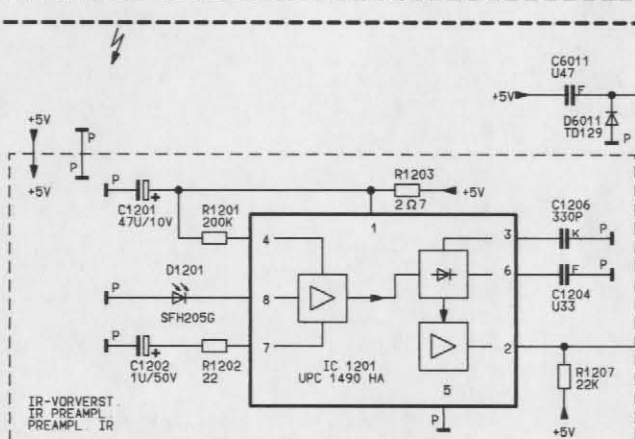 C6011
U47
+5V
F
D6011
TD129
P
+5V
P
P
+5V
P
C1201
47U/10V
R1201
200K
R1203
2Ω7
+5V
1
4
3
C1206
330P
K
P
D1201
P
SFH205G
8
6
F
P
C1204
U33
P
C1202
1U/50V
R1202
22
7
IC 1201
UPC 1490 HA
2
5
P
R1207
22K
+5V
IR-VORVERST.
IR PREAMPL.
PREAMPL. IR